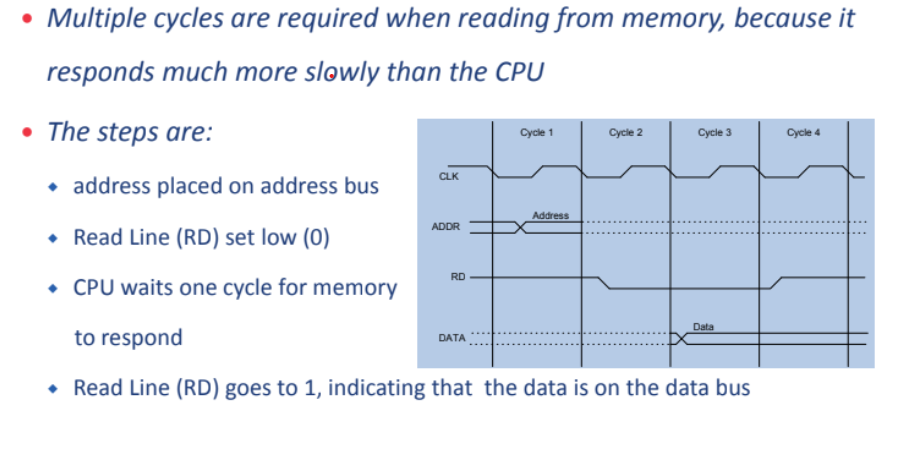 Multiple cycles are required when reading from memory, because it
responds much more slowly than the CPU
The steps are:
address placed on address bus
Read Line (RD) set low (0)
CPU waits one cycle for memory
to respond
Read Line (RD) goes to 1, indicating that the data is on the data bus
Cycle 1 Cycle 2 Cycle 3 Cycle 4
CLK
Address
ADDR
RD
Data
DATA